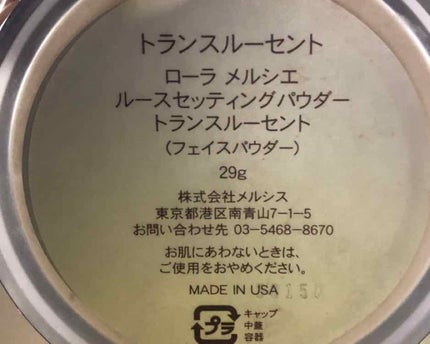 トランスルーセント
ローラ メルシエ
ルースセッティングパウダー
トランスルーセント
(フェイスパウダー)
29g
株式会社メルシス
東京都港区南青山7-1-5
お問い合わせ先 03-5468-8670
お肌にあわないときは、
ご使用をおやめください。
MADE IN USA
プラ
キャップ
中蓋
容器